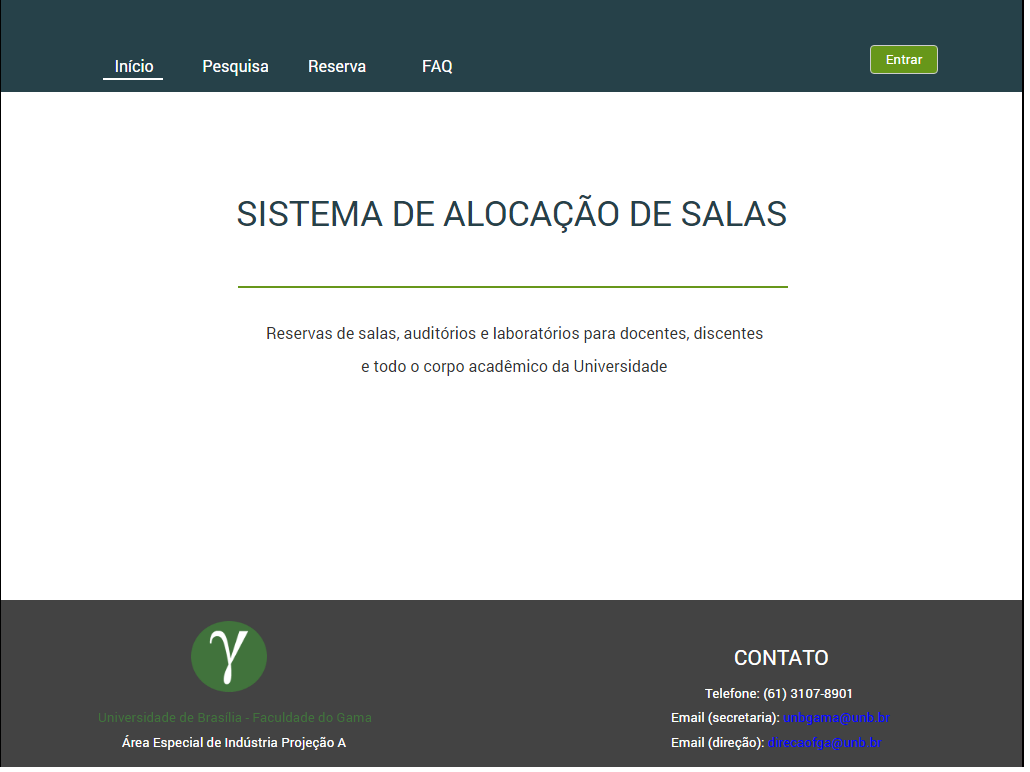 Início Pesquisa Reserva FAQ Entrar
SISTEMA DE ALOCAÇÃO DE SALAS
Reservas de salas, auditórios e laboratórios para docentes, discentes
e todo o corpo acadêmico da Universidade
γ
Universidade de Brasília - Faculdade do Gama
Área Especial de Indústria Projeção A
CONTATO
Telefone: (61) 3107-8901
Email (secretaria): unbgama@unb.br
Email (direção): direcaofga@unb.br